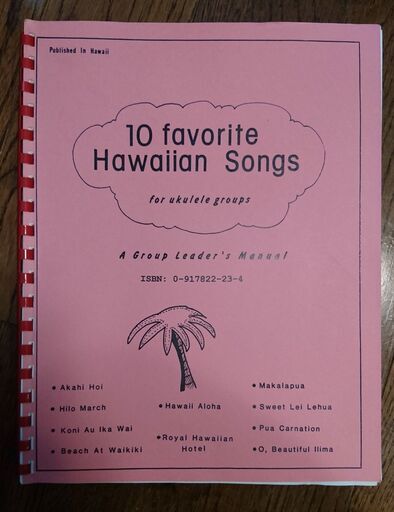 Published In Hawaii
10 favorite
Hawaiian Songs
for ukulele groups
A Group Leader's Manual
ISBN: 0-917822-23-4
• Akahi Hoi
• Hilo March
• Koni Au Ika Wai
• Beach At Waikiki
• Hawaii Aloha
• Royal Hawaiian
Hotel
• Makalapua
• Sweet Lei Lehua
• Pua Carnation
• O, Beautiful Ilima